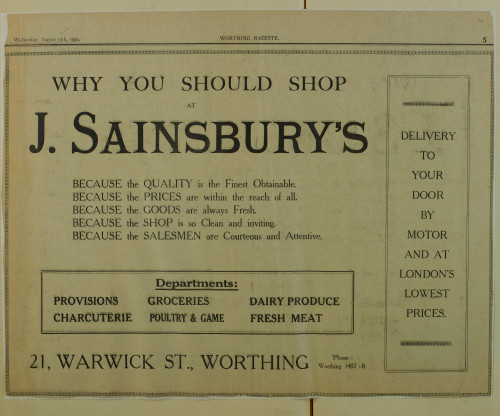 WORTHING GAZETTE.
5
WHY YOU SHOULD SHOP
AT
J. SAINSBURY'S
BECAUSE the QUALITY is the Finest Obtainable.
BECAUSE the PRICES are within the reach of all.
BECAUSE the GOODS are always Fresh.
BECAUSE the SHOP is so Clean and inviting.
BECAUSE the SALESMEN are Courteous and Attentive.
Departments:
PROVISIONS GROCERIES DAIRY PRODUCE
CHARCUTERIE POULTRY & GAME FRESH MEAT
21, WARWICK ST., WORTHING
'Phone:
Worthing
DELIVERY
TO
YOUR
DOOR
BY
MOTOR
AND AT
LONDON'S
LOWEST
PRICES.